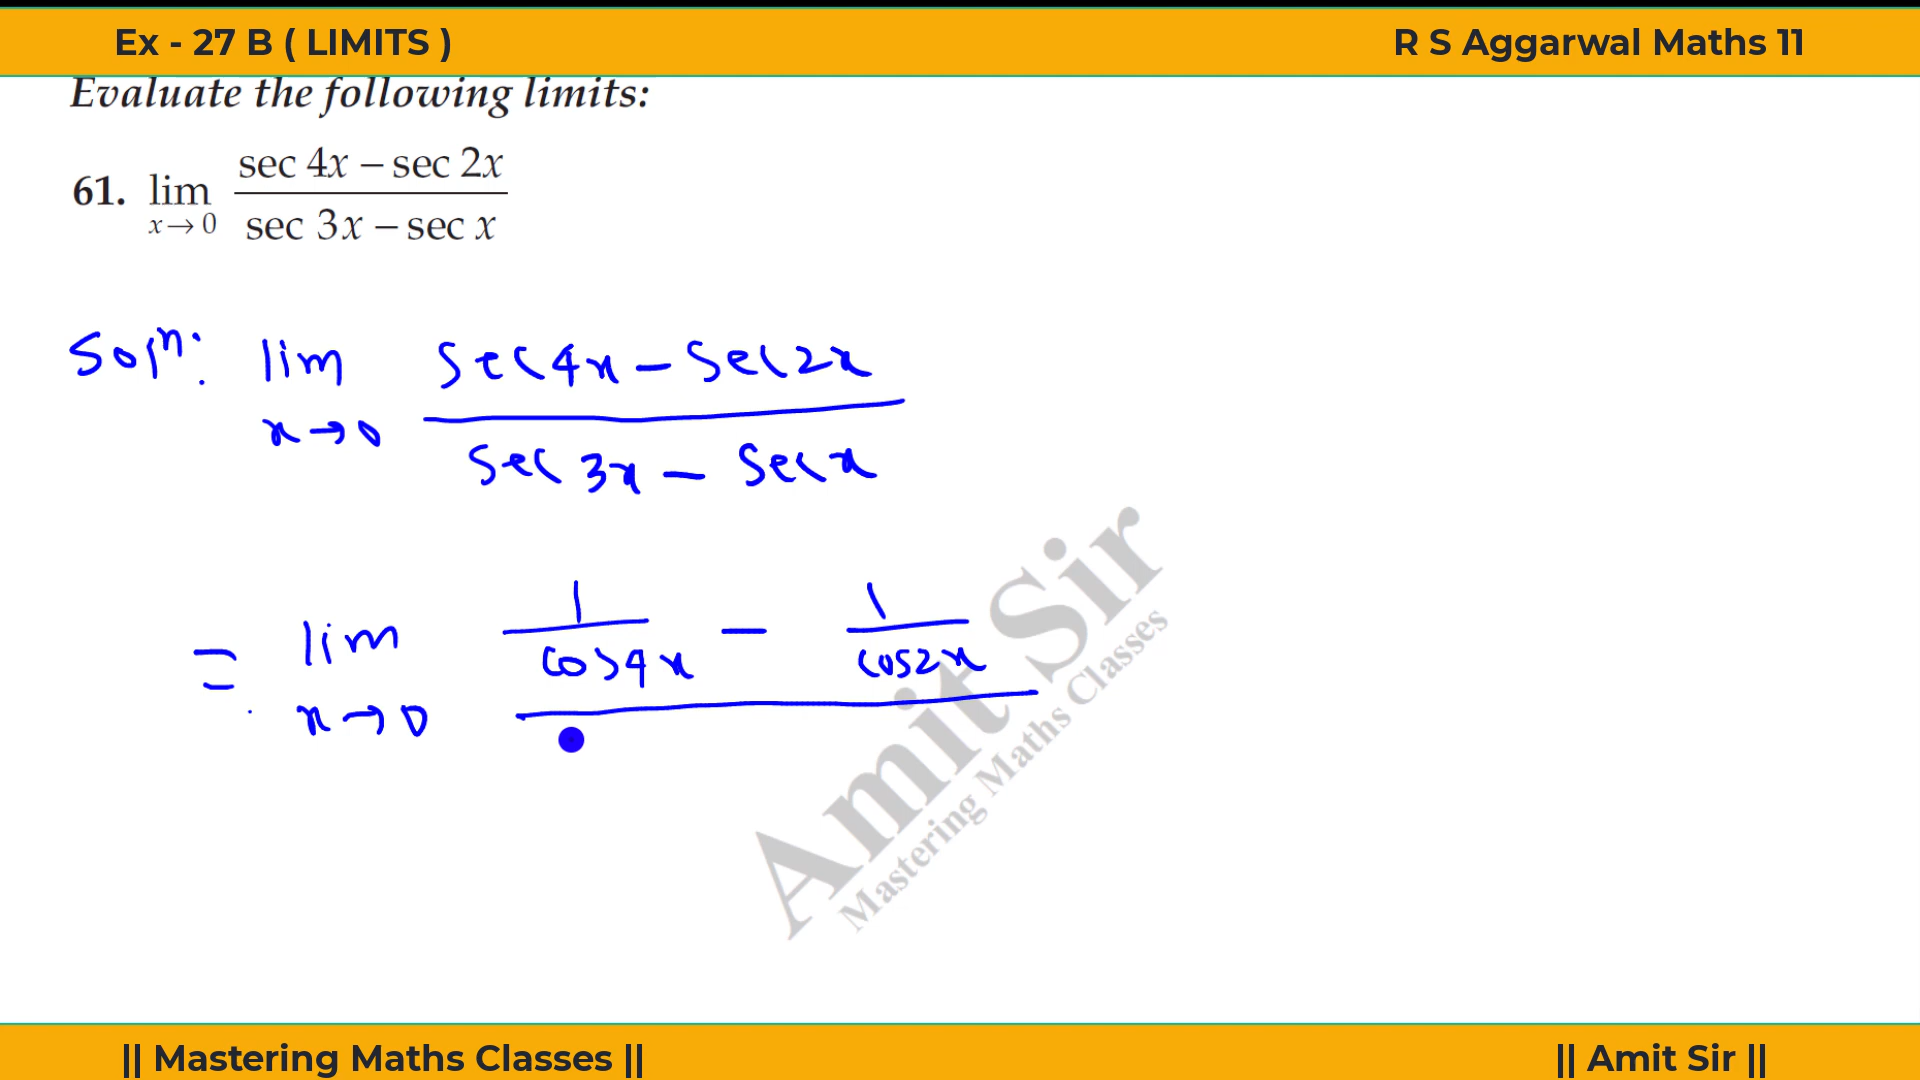 Ex - 27 B ( LIMITS )
R S Aggarwal Maths 11
Evaluate the following limits:
61. lim x→0 (sec 4x – sec 2x)/(sec 3x – sec x)
Solⁿ: lim x→0 (sec4x – sec2x)/(sec3x – secx)
= lim x→0 1/cos4x – 1/cos2x
Amit Sir
Mastering Maths Classes
|| Mastering Maths Classes ||
|| Amit Sir ||